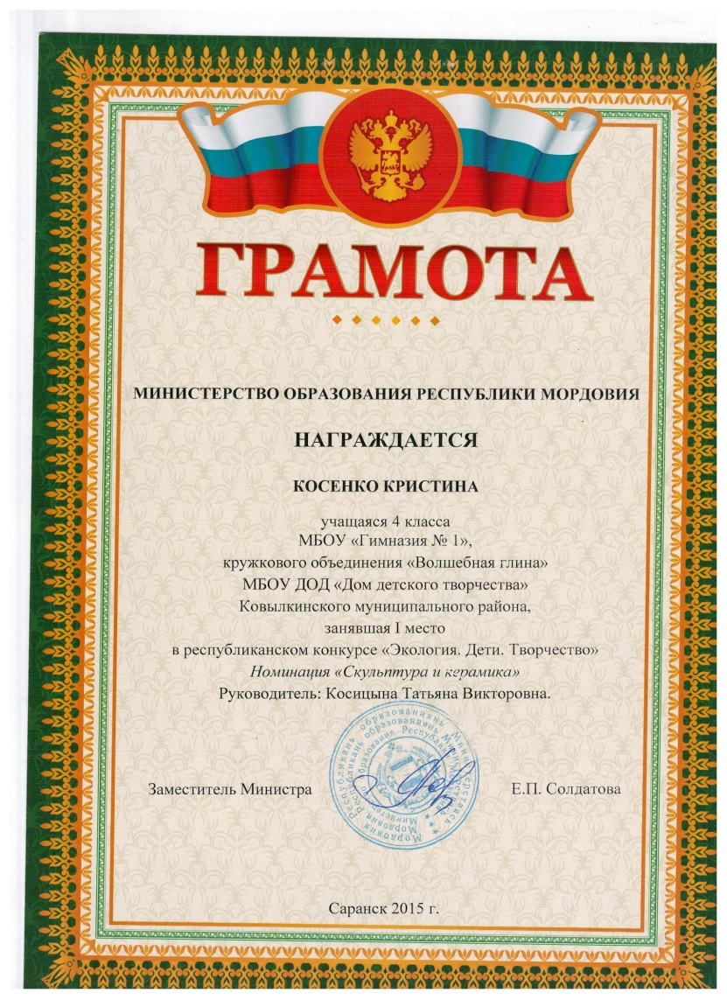 ГРАМОТА
МИНИСТЕРСТВО ОБРАЗОВАНИЯ РЕСПУБЛИКИ МОРДОВИЯ
НАГРАЖДАЕТСЯ
КОСЕНКО КРИСТИНА
учащаяся 4 класса
МБОУ «Гимназия № 1»,
кружкового объединения «Волшебная глина»
МБОУ ДОД «Дом детского творчества»
Ковылкинского муниципального района,
занявшая I место
в республиканском конкурсе «Экология. Дети. Творчество»
Номинация «Скульптура и керамика»
Руководитель: Косицына Татьяна Викторовна.
Заместитель Министра
Е.П. Солдатова
Саранск 2015 г.